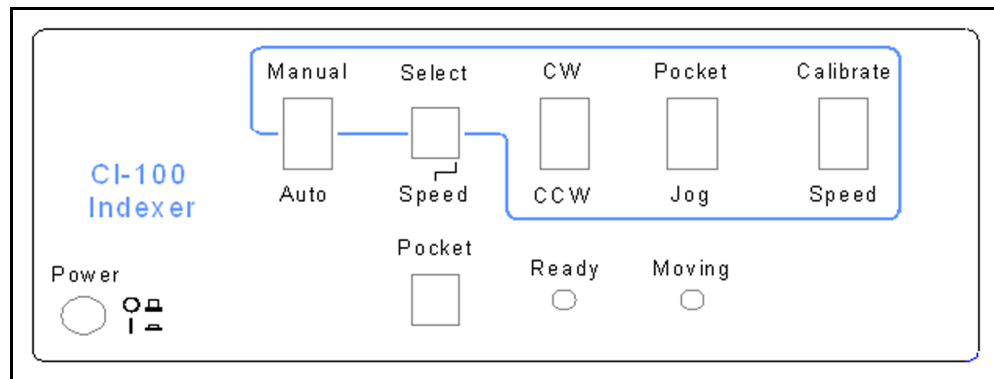 Manual Select CW Pocket Calibrate
CI-100
Indexer
Auto Speed CCW Jog Speed
Pocket
Power
Ready Moving